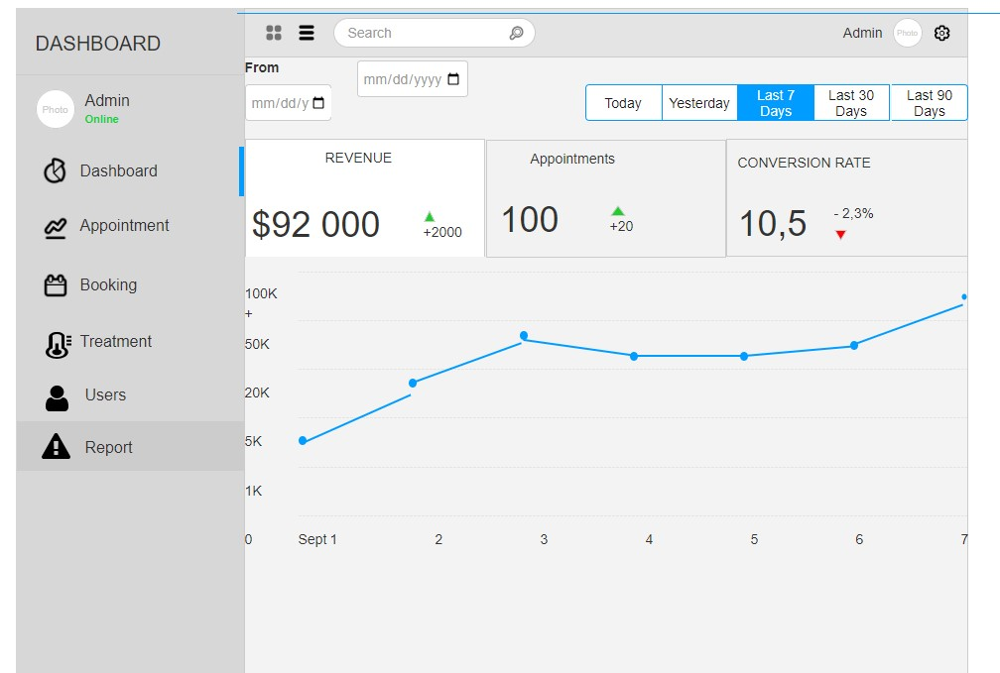 DASHBOARD
Search
Admin
Photo
Photo
Admin
Online
Dashboard
Appointment
Booking
Treatment
Users
Report
From
mm/dd/y
mm/dd/yyyy
Today
Yesterday
Last 7
Days
Last 30
Days
Last 90
Days
REVENUE
$92 000
+2000
Appointments
100
+20
CONVERSION RATE
10,5
- 2,3%
100K
+
50K
20K
5K
1K
0
Sept 1
2
3
4
5
6
7